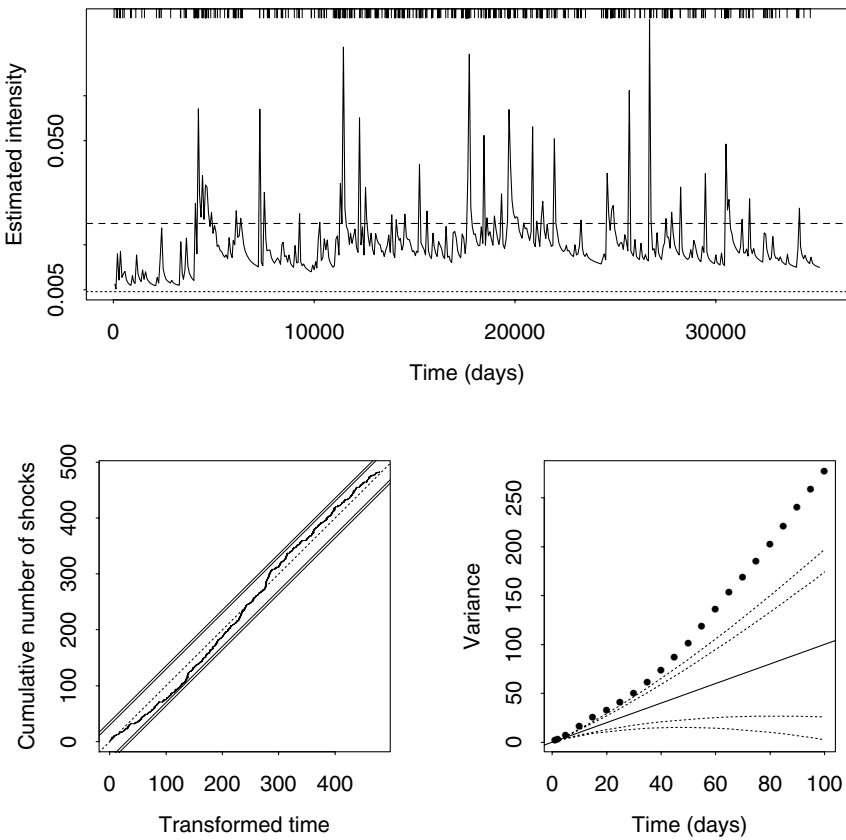 Estimated intensity
0.050
0.005
0 10000 20000 30000
Time (days)
Cumulative number of shocks
500
400
300
200
100
0
0 100 200 300 400
Transformed time
Variance
250
200
150
100
50
0
0 20 40 60 80 100
Time (days)